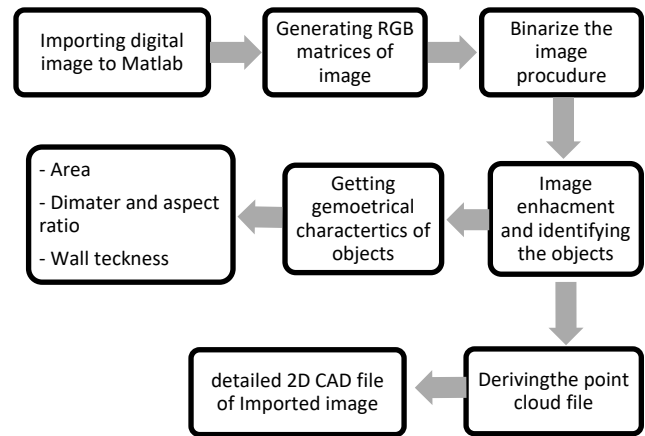 Importing digital
image to Matlab
Generating RGB
matrices of
image
Binarize the
image
procudure
- Area
- Dimater and aspect
ratio
- Wall teckness
Getting
gemoetrical
charactertics of
objects
Image
enhacment
and identifying
the objects
detailed 2D CAD file
of Imported image
Derivingthe point
cloud file